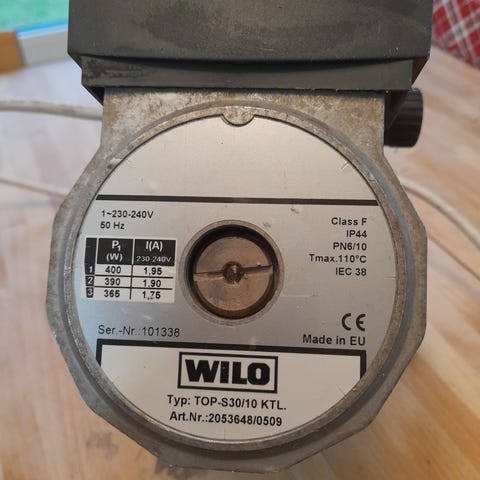 1~230-240V
50 Hz
P1 (W) I(A) 230-240V
1 400 1,95
2 390 1,90
3 365 1,75
Class F
IP44
PN6/10
Tmax.110°C
IEC 38
Ser.-Nr.:101338
CE
Made in EU
WILO
Typ: TOP-S30/10 KTL.
Art.Nr.:2053648/0509